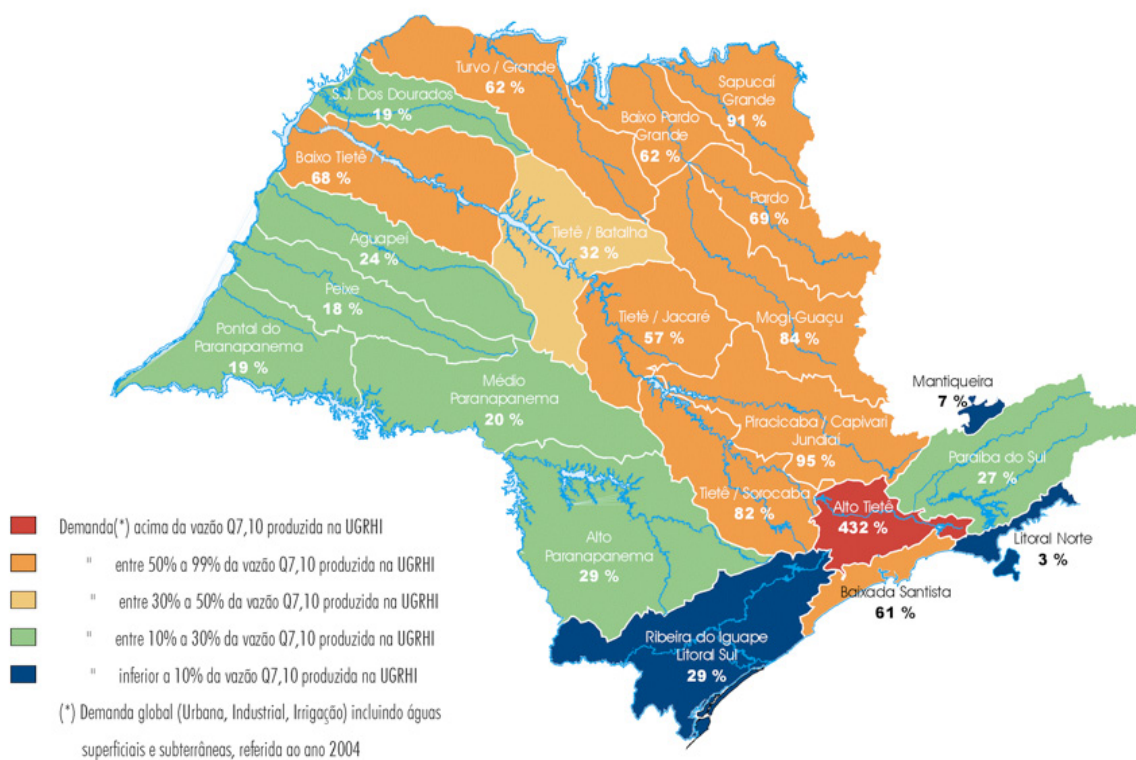 Turvo / Grande
62 %
Sapucaí
Grande
91 %
S.J. Dos Dourados
19 %
Baixo Pardo
Grande
62 %
Baixo Tietê /
68 %
Pardo
69 %
Tietê / Batalha
32 %
Aguapeí
24 %
Peixe
18 %
Tietê / Jacaré
57 %
Mogi-Guaçu
84 %
Pontal do
Paranapanema
19 %
Médio
Paranapanema
20 %
Mantiqueira
7 %
Piracicaba / Capivari
Jundiaí
95 %
Paraíba do Sul
27 %
Tietê / Sorocaba
82 %
Alto Tietê
432 %
Litoral Norte
3 %
Alto
Paranapanema
29 %
Baixada Santista
61 %
Ribeira do Iguape
Litoral Sul
29 %
Demanda(*) acima da vazão Q7,10 produzida na UGRHI
" entre 50% a 99% da vazão Q7,10 produzida na UGRHI
" entre 30% a 50% da vazão Q7,10 produzida na UGRHI
" entre 10% a 30% da vazão Q7,10 produzida na UGRHI
" inferior a 10% da vazão Q7,10 produzida na UGRHI
(*) Demanda global (Urbana, Industrial, Irrigação) incluindo águas
superficiais e subterrâneas, referida ao ano 2004